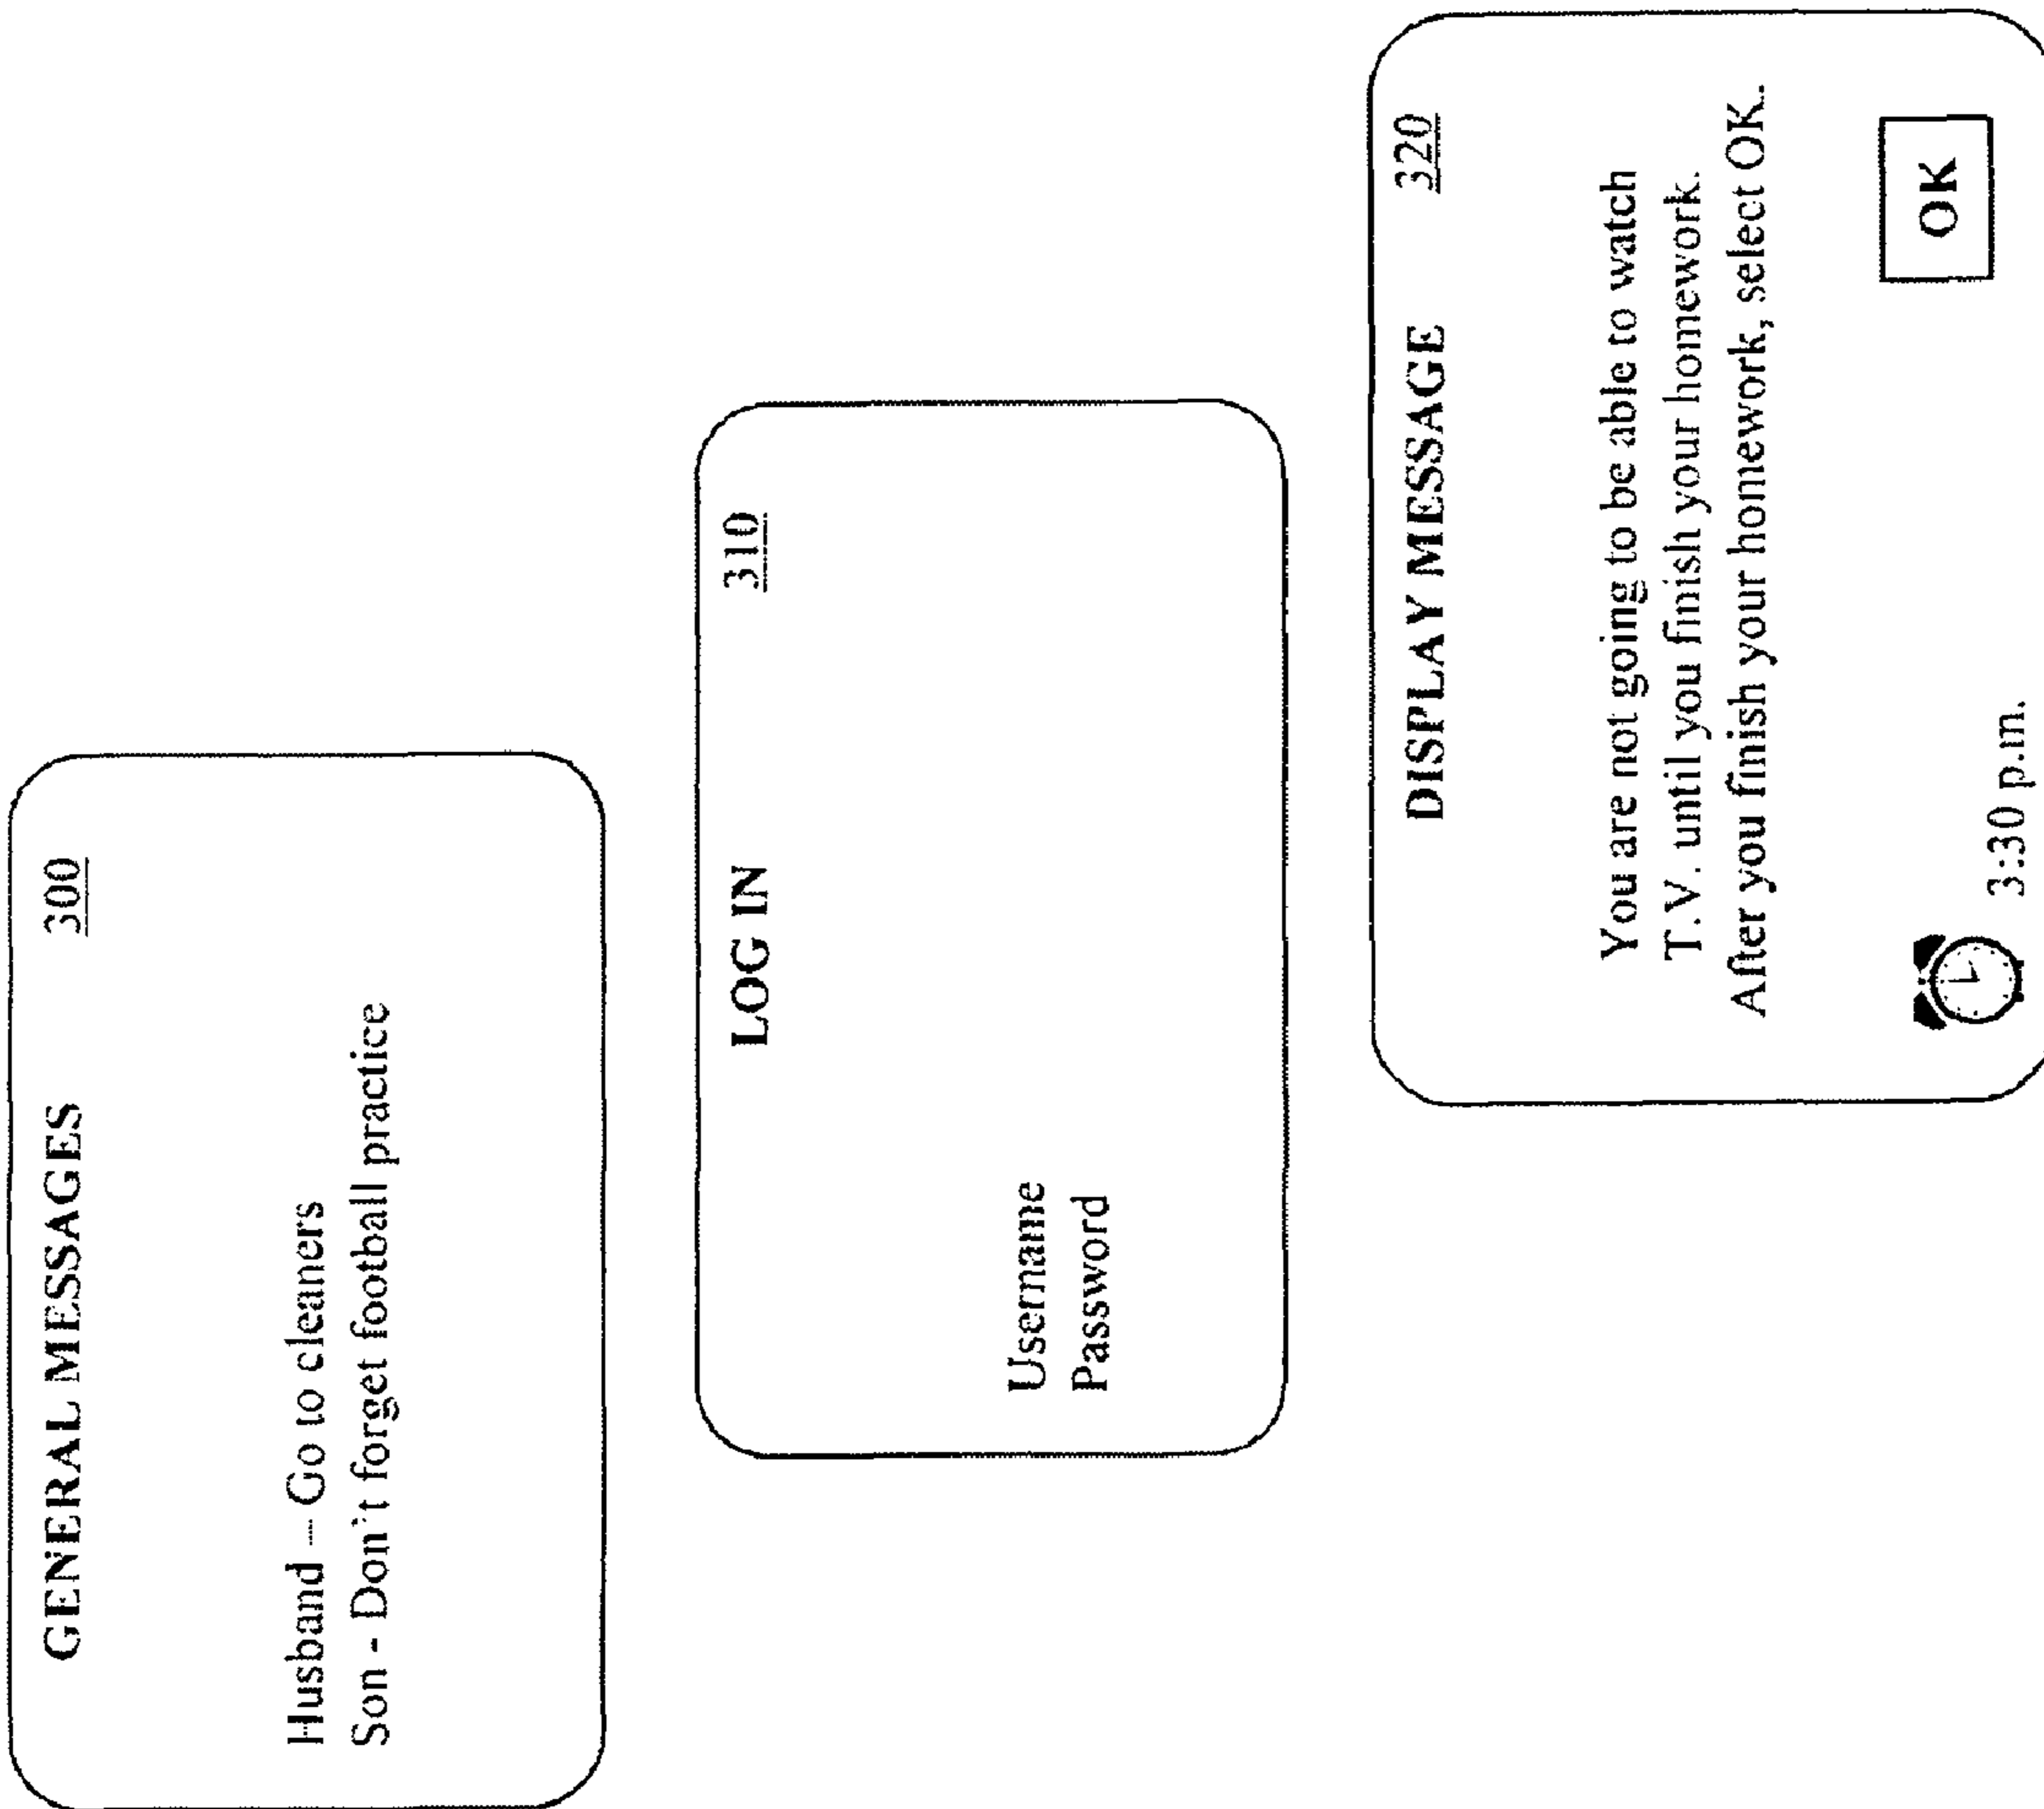 GENERAL MESSAGES 300
Husband – Go to cleaners
Son - Don't forget football practice
LOG IN 310
Username
Password
DISPLAY MESSAGE 320
You are not going to be able to watch
T.V. until you finish your homework.
After you finish your homework, select OK.
OK
3:30 p.m.